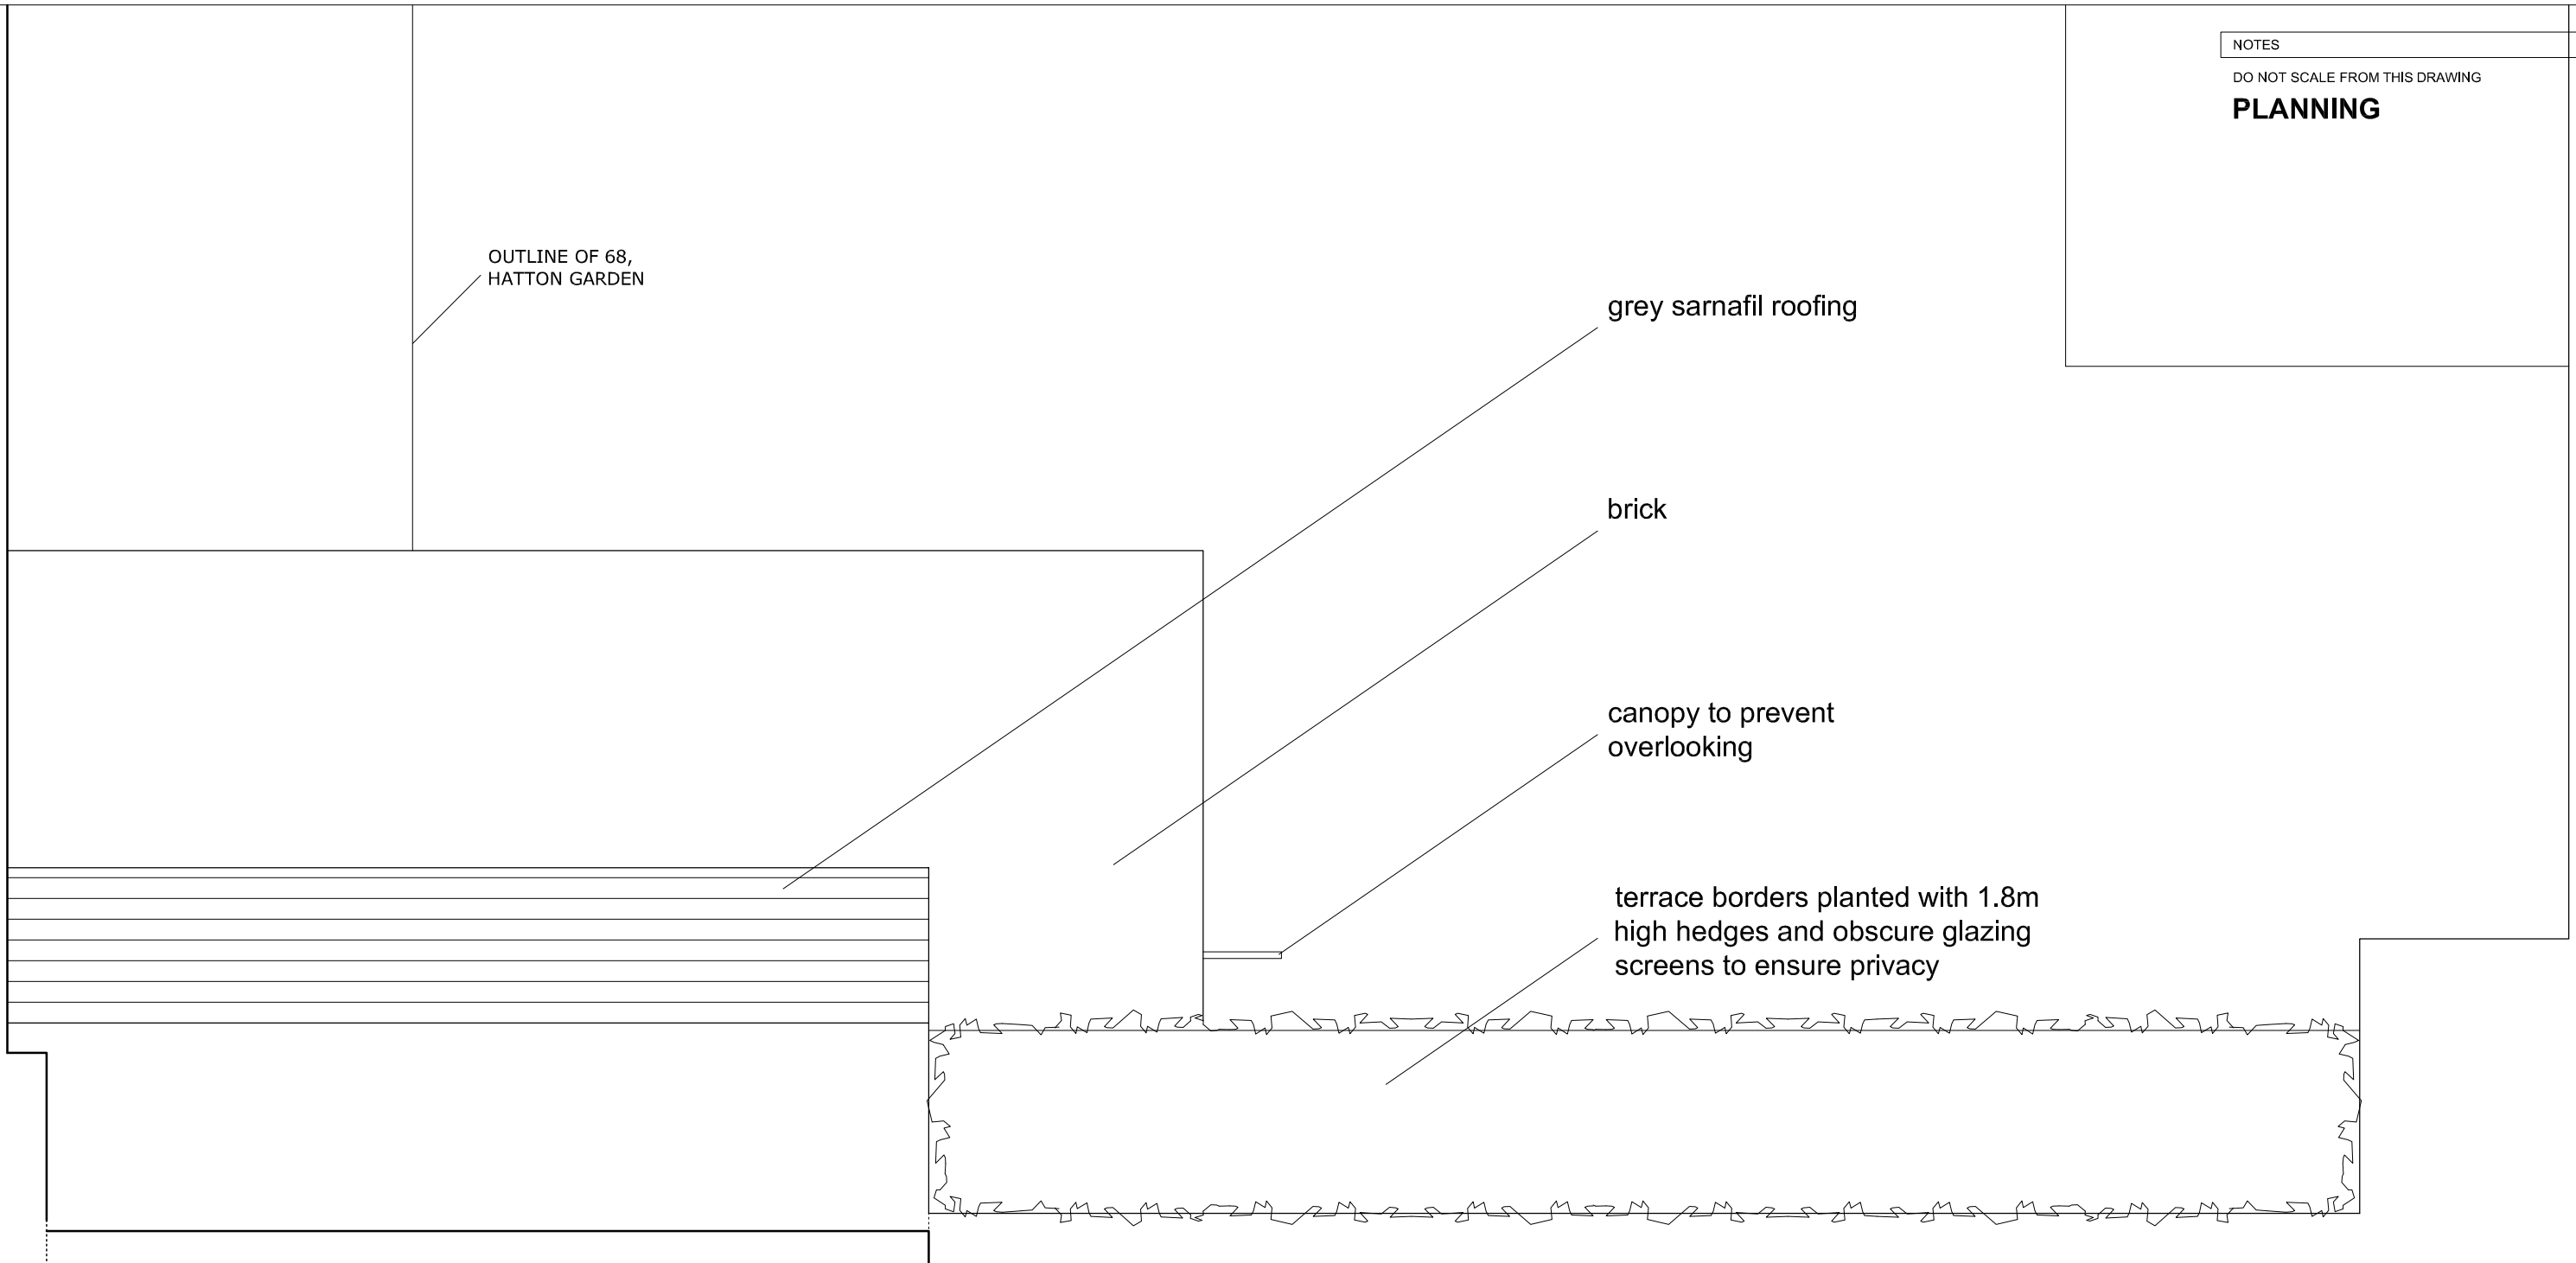 NOTES
DO NOT SCALE FROM THIS DRAWING
PLANNING
OUTLINE OF 68,
HATTON GARDEN
grey sarnafil roofing
brick
canopy to prevent
overlooking
terrace borders planted with 1.8m
high hedges and obscure glazing
screens to ensure privacy